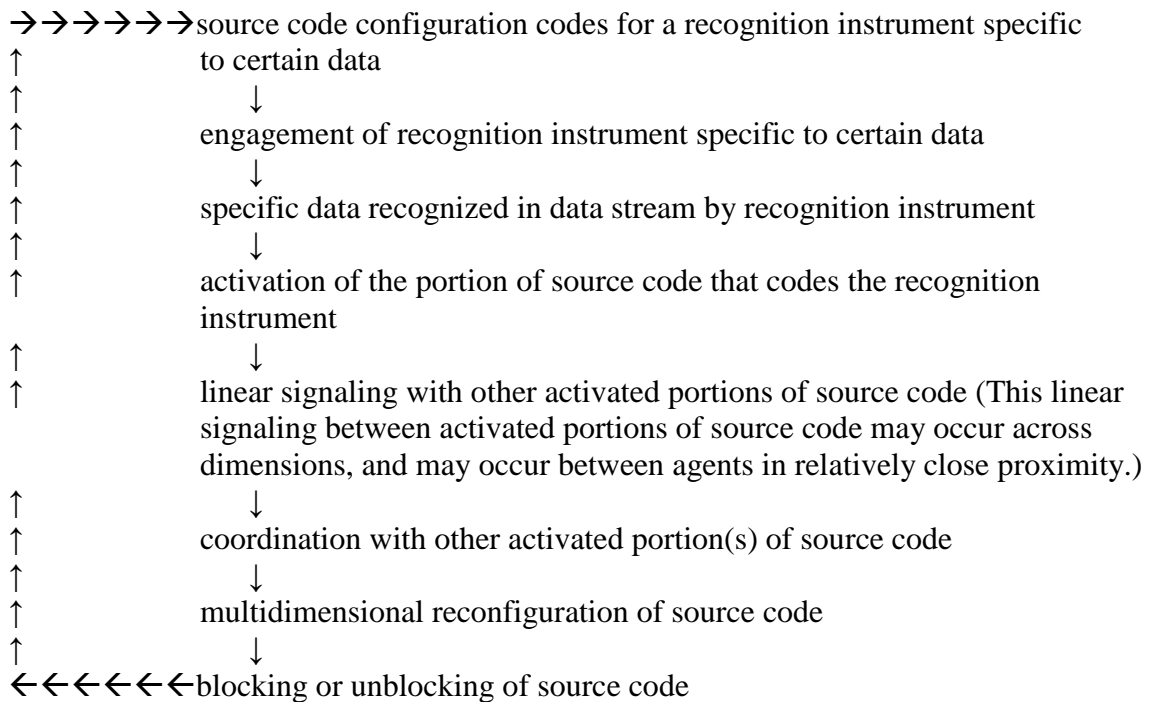 →→→→→→source code configuration codes for a recognition instrument specific
↑ to certain data
↑ ↓
↑ engagement of recognition instrument specific to certain data
↑ ↓
↑ specific data recognized in data stream by recognition instrument
↑ ↓
↑ activation of the portion of source code that codes the recognition
instrument
↑ ↓
↑ linear signaling with other activated portions of source code (This linear
signaling between activated portions of source code may occur across
dimensions, and may occur between agents in relatively close proximity.)
↑ ↓
↑ coordination with other activated portion(s) of source code
↑ ↓
↑ multidimensional reconfiguration of source code
↑ ↓
←←←←←←blocking or unblocking of source code